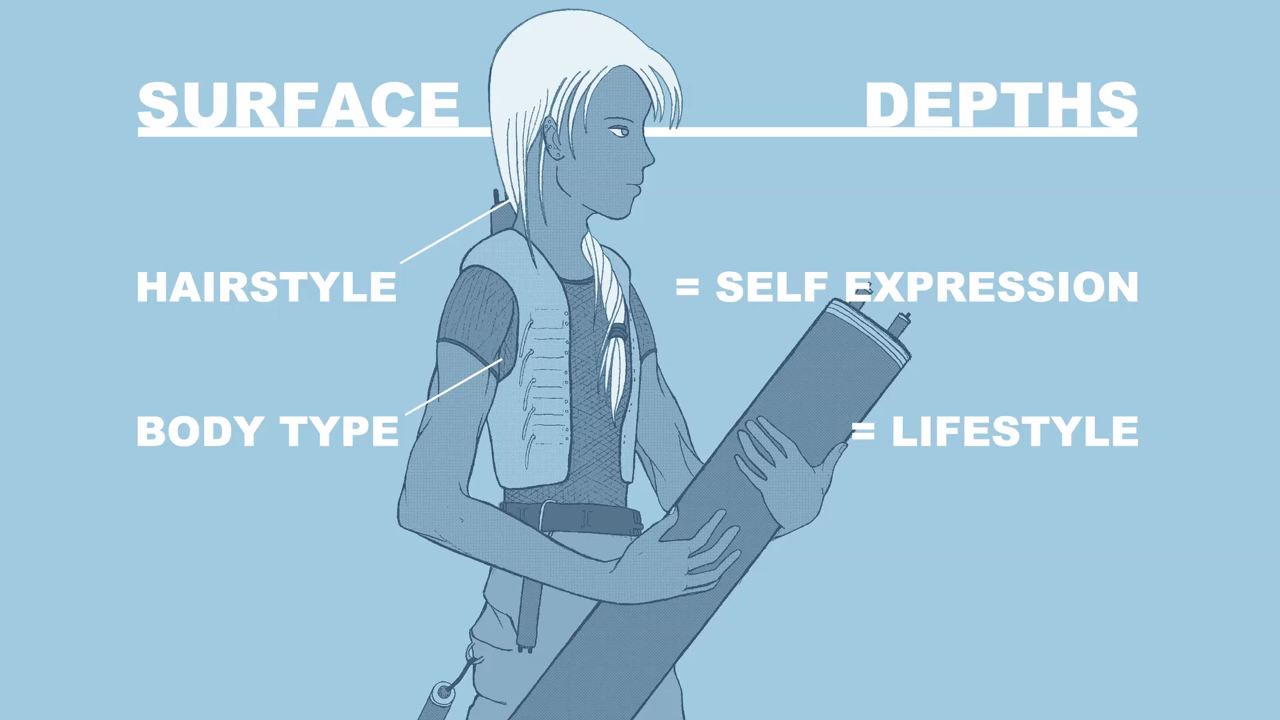 SURFACE DEPTHS
HAIRSTYLE = SELF EXPRESSION
BODY TYPE = LIFESTYLE